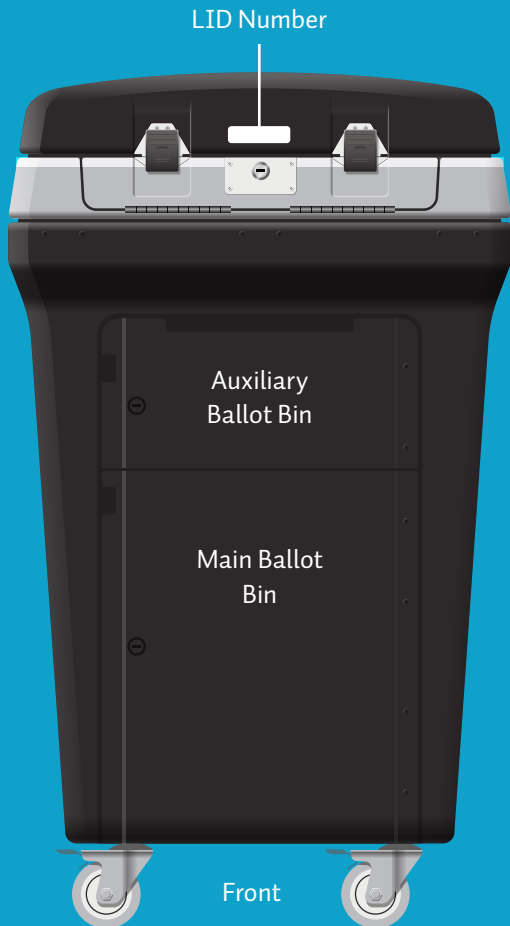 LID Number
Auxiliary
Ballot Bin
Main Ballot
Bin
Front